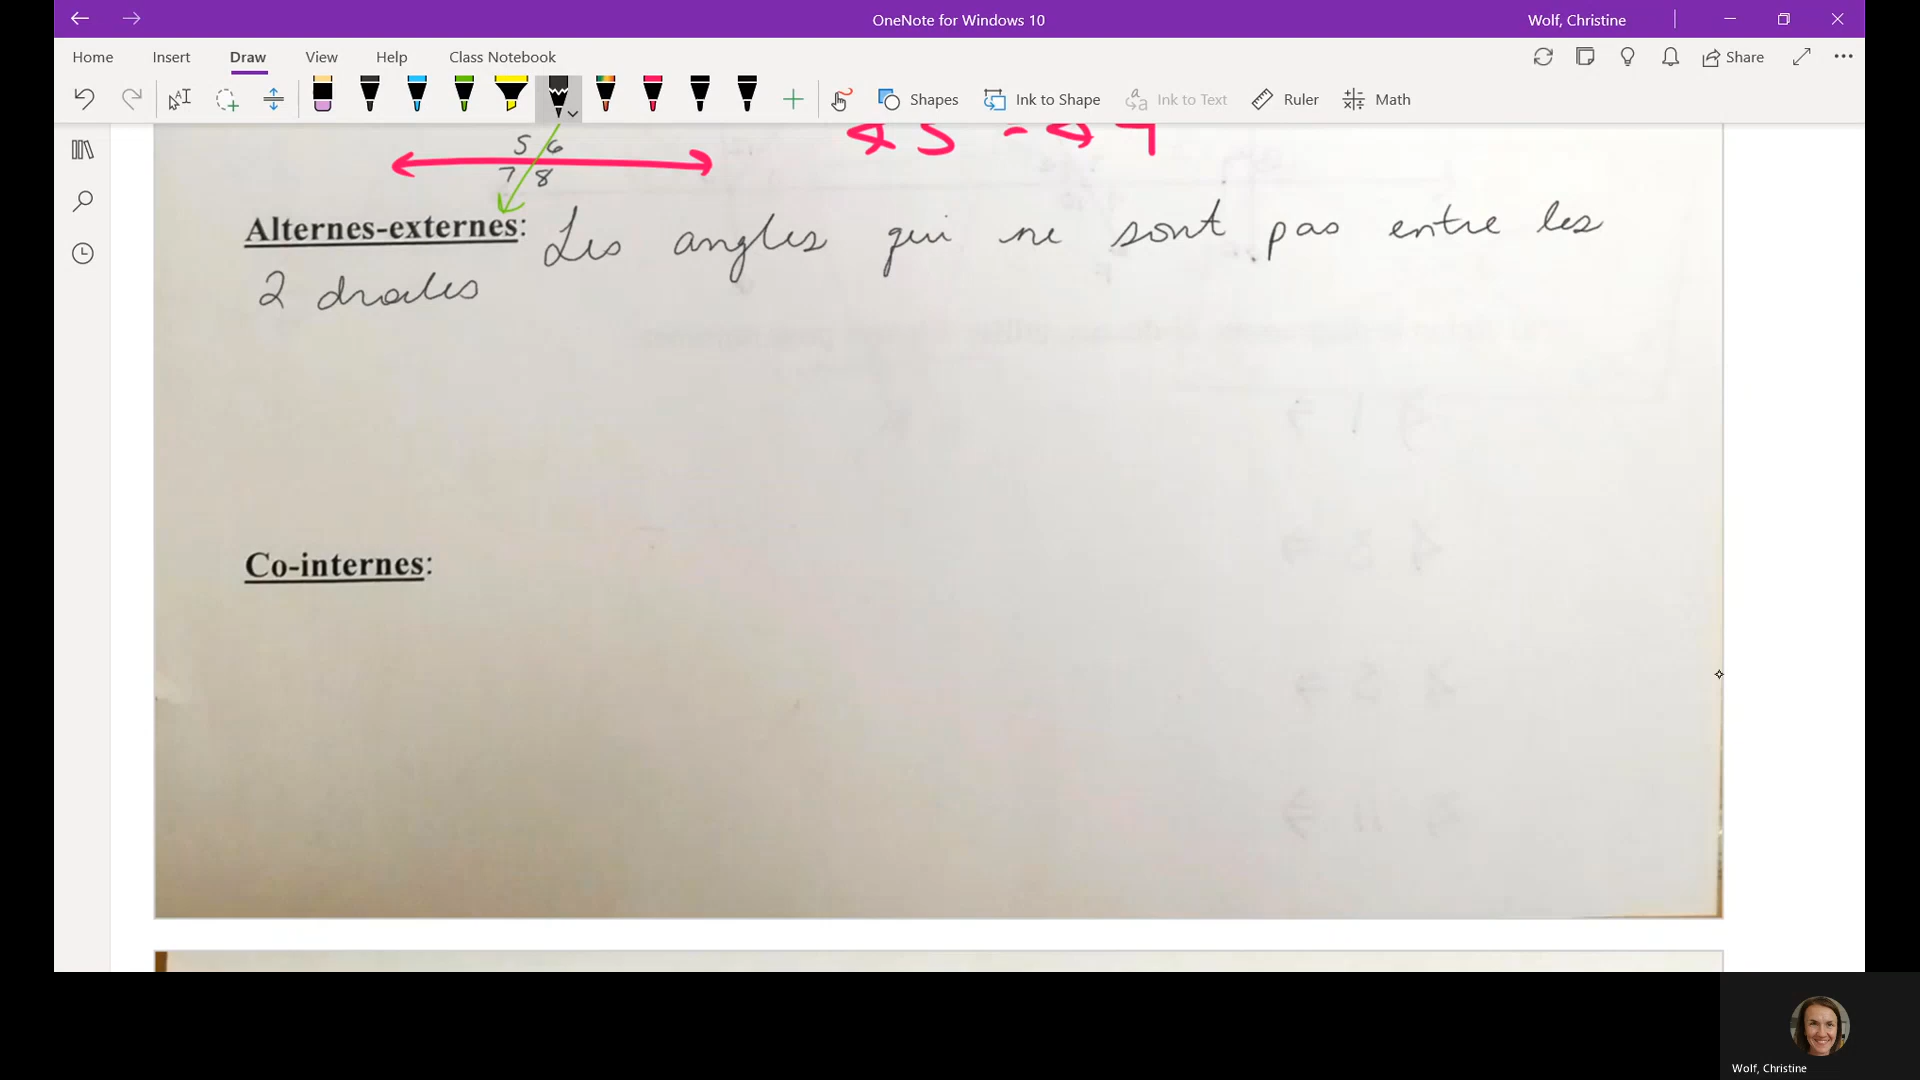 OneNote for Windows 10
Wolf, Christine
Home Insert Draw View Help Class Notebook
Share
Shapes Ink to Shape Ink to Text Ruler Math
∠5 = ∠4
5 6
7 8
Alternes-externes: Les angles qui ne sont pas entre les
2 droites
Co-internes:
Wolf, Christine